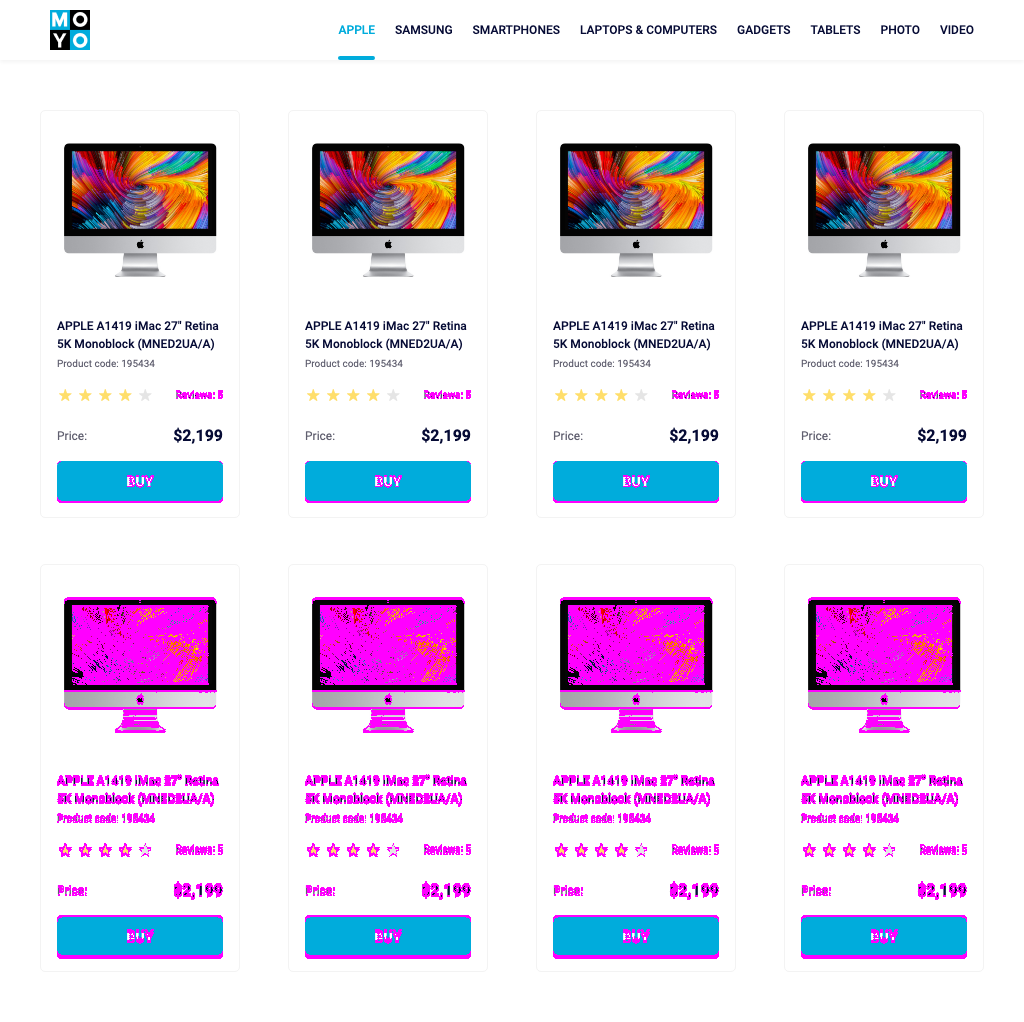 MO
YO
APPLE SAMSUNG SMARTPHONES LAPTOPS & COMPUTERS GADGETS TABLETS PHOTO VIDEO
APPLE A1419 iMac 27" Retina
5K Monoblock (MNED2UA/A)
Product code: 195434
Reviews: 5
Price: $2,199
BUY
APPLE A1419 iMac 27" Retina
5K Monoblock (MNED2UA/A)
Product code: 195434
Reviews: 5
Price: $2,199
BUY
APPLE A1419 iMac 27" Retina
5K Monoblock (MNED2UA/A)
Product code: 195434
Reviews: 5
Price: $2,199
BUY
APPLE A1419 iMac 27" Retina
5K Monoblock (MNED2UA/A)
Product code: 195434
Reviews: 5
Price: $2,199
BUY
APPLE A1419 iMac 27" Retina
5K Monoblock (MNED2UA/A)
Product code: 195434
Reviews: 5
Price: $2,199
BUY
APPLE A1419 iMac 27" Retina
5K Monoblock (MNED2UA/A)
Product code: 195434
Reviews: 5
Price: $2,199
BUY
APPLE A1419 iMac 27" Retina
5K Monoblock (MNED2UA/A)
Product code: 195434
Reviews: 5
Price: $2,199
BUY
APPLE A1419 iMac 27" Retina
5K Monoblock (MNED2UA/A)
Product code: 195434
Reviews: 5
Price: $2,199
BUY